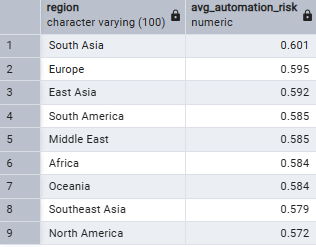 region avg_automation_risk
character varying (100) numeric
1 South Asia 0.601
2 Europe 0.595
3 East Asia 0.592
4 South America 0.585
5 Middle East 0.585
6 Africa 0.584
7 Oceania 0.584
8 Southeast Asia 0.579
9 North America 0.572